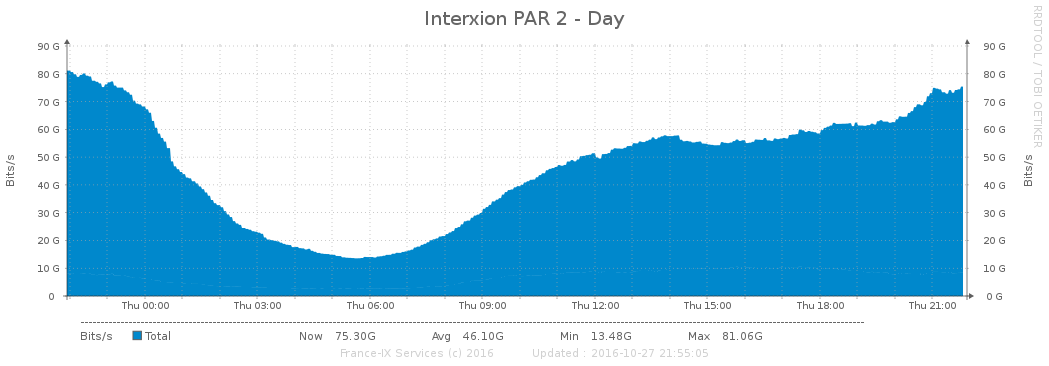 Interxion PAR 2 - Day
RRDTOOL / TOBI OETIKER
Bits/s
90 G
80 G
70 G
60 G
50 G
40 G
30 G
20 G
10 G
0
90 G
80 G
70 G
60 G
50 G
40 G
30 G
20 G
10 G
0 G
Bits/s
Thu 00:00 Thu 03:00 Thu 06:00 Thu 09:00 Thu 12:00 Thu 15:00 Thu 18:00 Thu 21:00
Bits/s Total Now 75.30G Avg 46.10G Min 13.48G Max 81.06G
France-IX Services (c) 2016 Updated : 2016-10-27 21:55:05